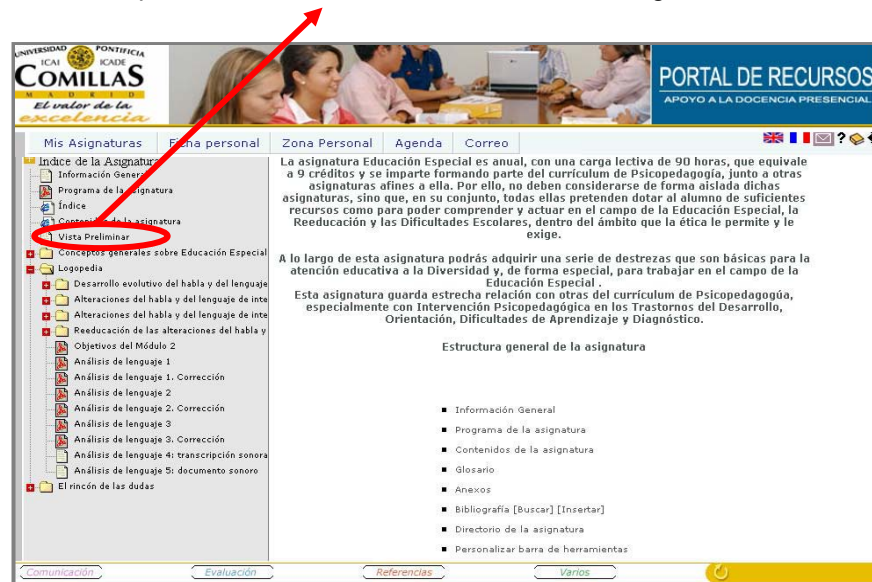 UNIVERSIDAD PONTIFICIA
ICAI ICADE
COMILLAS
MADRID
El valor de la
excelencia
PORTAL DE RECURSOS
APOYO A LA DOCENCIA PRESENCIAL
Mis Asignaturas Ficha personal Zona Personal Agenda Correo ?
Indice de la Asignatura
Información General
Programa de la asignatura
Índice
Contenidos de la asignatura
Vista Preliminar
Conceptos generales sobre Educación Especial
Logopedia
Desarrollo evolutivo del habla y del lenguaje
Alteraciones del habla y del lenguaje de inte
Alteraciones del habla y del lenguaje de inte
Reeducación de las alteraciones del habla y
Objetivos del Módulo 2
Análisis de lenguaje 1
Análisis de lenguaje 1. Corrección
Análisis de lenguaje 2
Análisis de lenguaje 2. Corrección
Análisis de lenguaje 3
Análisis de lenguaje 3. Corrección
Análisis de lenguaje 4: transcripción sonora
Análisis de lenguaje 5: documento sonoro
El rincón de las dudas
La asignatura Educación Especial es anual, con una carga lectiva de 90 horas, que equivale
a 9 créditos y se imparte formando parte del currículum de Psicopedagogía, junto a otras
asignaturas afines a ella. Por ello, no deben considerarse de forma aislada dichas
asignaturas, sino que, en su conjunto, todas ellas pretenden dotar al alumno de suficientes
recursos como para poder comprender y actuar en el campo de la Educación Especial, la
Reeducación y las Dificultades Escolares, dentro del ámbito que la ética le permite y le
exige.
A lo largo de esta asignatura podrás adquirir una serie de destrezas que son básicas para la
atención educativa a la Diversidad y, de forma especial, para trabajar en el campo de la
Educación Especial .
Esta asignatura guarda estrecha relación con otras del currículum de Psicopedagogúa,
especialmente con Intervención Psicopedagógica en los Trastornos del Desarrollo,
Orientación, Dificultades de Aprendizaje y Diagnóstico.
Estructura general de la asignatura
Información General
Programa de la asignatura
Contenidos de la asignatura
Glosario
Anexos
Bibliografía [Buscar] [Insertar]
Directorio de la asignatura
Personalizar barra de herramientas
Comunicación Evaluación Referencias Varios